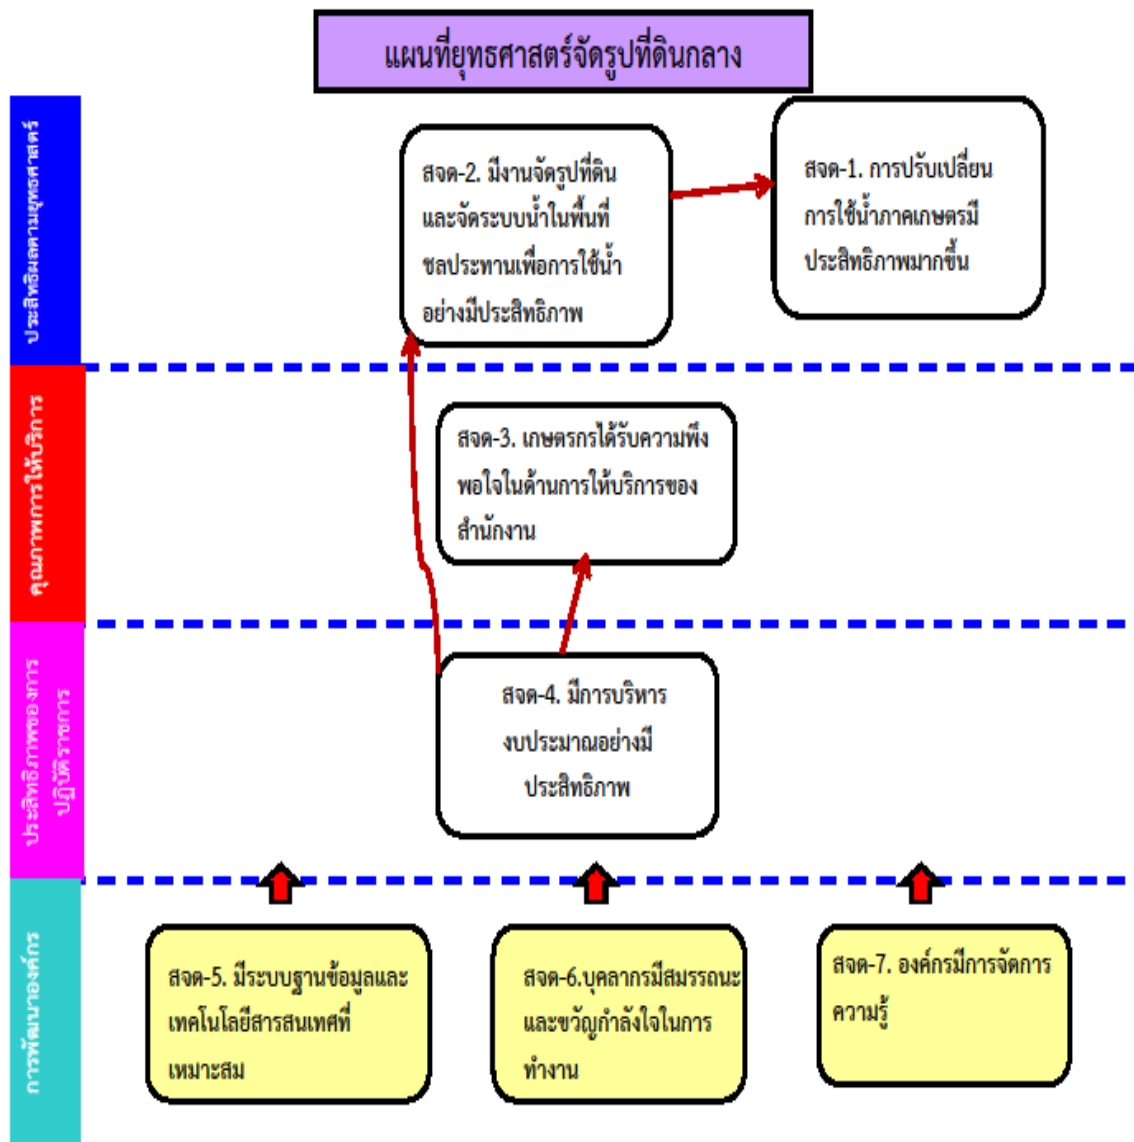 แผนที่ยุทธศาสตร์จัดรูปที่ดินกลาง
ประสิทธิผลตามยุทธศาสตร์
สจด-2. มีงานจัดรูปที่ดิน
และจัดระบบน้ำในพื้นที่
ชลประทานเพื่อการใช้น้ำ
อย่างมีประสิทธิภาพ
สจด-1. การปรับเปลี่ยน
การใช้น้ำภาคเกษตรมี
ประสิทธิภาพมากขึ้น
คุณภาพการให้บริการ
สจด-3. เกษตรกรได้รับความพึง
พอใจในด้านการให้บริการของ
สำนักงาน
ประสิทธิภาพของการ
ปฏิบัติราชการ
สจด-4. มีการบริหาร
งบประมาณอย่างมี
ประสิทธิภาพ
การพัฒนาองค์กร
สจด-5. มีระบบฐานข้อมูลและ
เทคโนโลยีสารสนเทศที่
เหมาะสม
สจด-6.บุคลากรมีสมรรถนะ
และขวัญกำลังใจในการ
ทำงาน
สจด-7. องค์กรมีการจัดการ
ความรู้